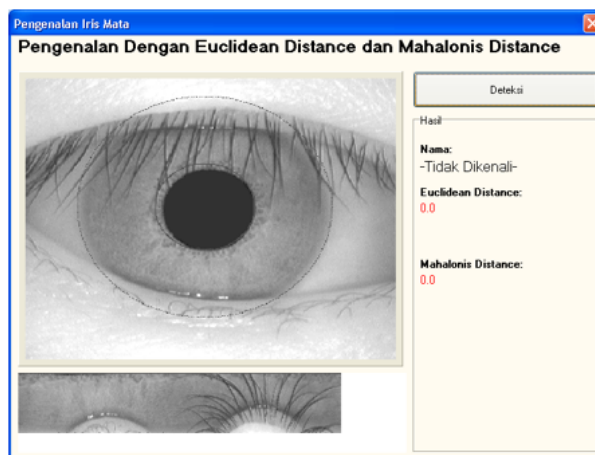 Pengenalan Iris Mata
Pengenalan Dengan Euclidean Distance dan Mahalonis Distance
Deteksi
Hasil
Nama:
-Tidak Dikenali-
Euclidean Distance:
0.0
Mahalonis Distance:
0.0